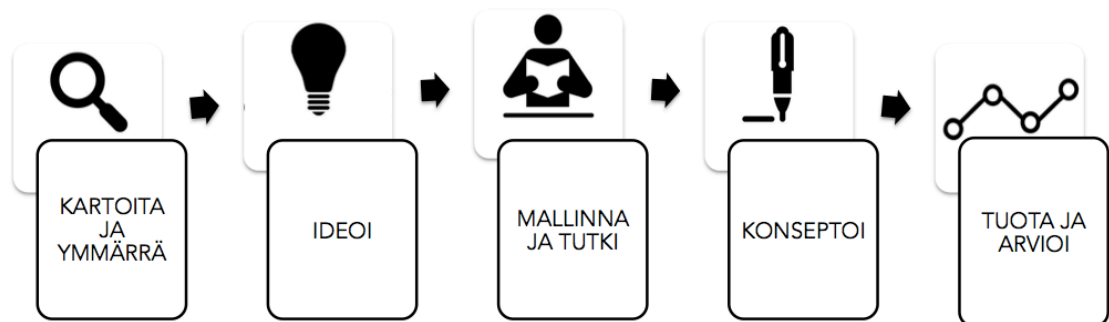 KARTOITA
JA
YMMÄRRÄ
IDEOI
MALLINNA
JA TUTKI
KONSEPTOI
TUOTA JA
ARVIOI